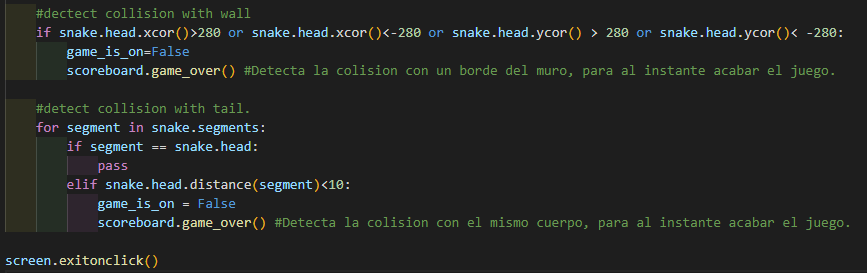 #dectect collision with wall
if snake.head.xcor()>280 or snake.head.xcor()<-280 or snake.head.ycor() > 280 or snake.head.ycor()< -280:
game_is_on=False
scoreboard.game_over() #Detecta la colision con un borde del muro, para al instante acabar el juego.
#detect collision with tail.
for segment in snake.segments:
if segment == snake.head:
pass
elif snake.head.distance(segment)<10:
game_is_on = False
scoreboard.game_over() #Detecta la colision con el mismo cuerpo, para al instante acabar el juego.
screen.exitonclick()